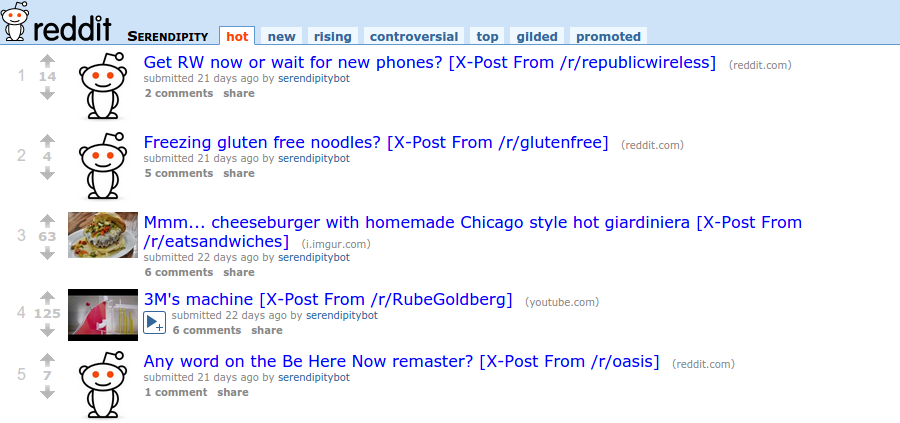 reddit SERENDIPITY hot new rising controversial top gilded promoted
1 14 Get RW now or wait for new phones? [X-Post From /r/republicwireless] (reddit.com)
submitted 21 days ago by serendipitybot
2 comments share
2 4 Freezing gluten free noodles? [X-Post From /r/glutenfree] (reddit.com)
submitted 21 days ago by serendipitybot
5 comments share
3 63 Mmm... cheeseburger with homemade Chicago style hot giardiniera [X-Post From
/r/eatsandwiches] (i.imgur.com)
submitted 22 days ago by serendipitybot
6 comments share
4 125 3M's machine [X-Post From /r/RubeGoldberg] (youtube.com)
submitted 22 days ago by serendipitybot
6 comments share
5 7 Any word on the Be Here Now remaster? [X-Post From /r/oasis] (reddit.com)
submitted 21 days ago by serendipitybot
1 comment share